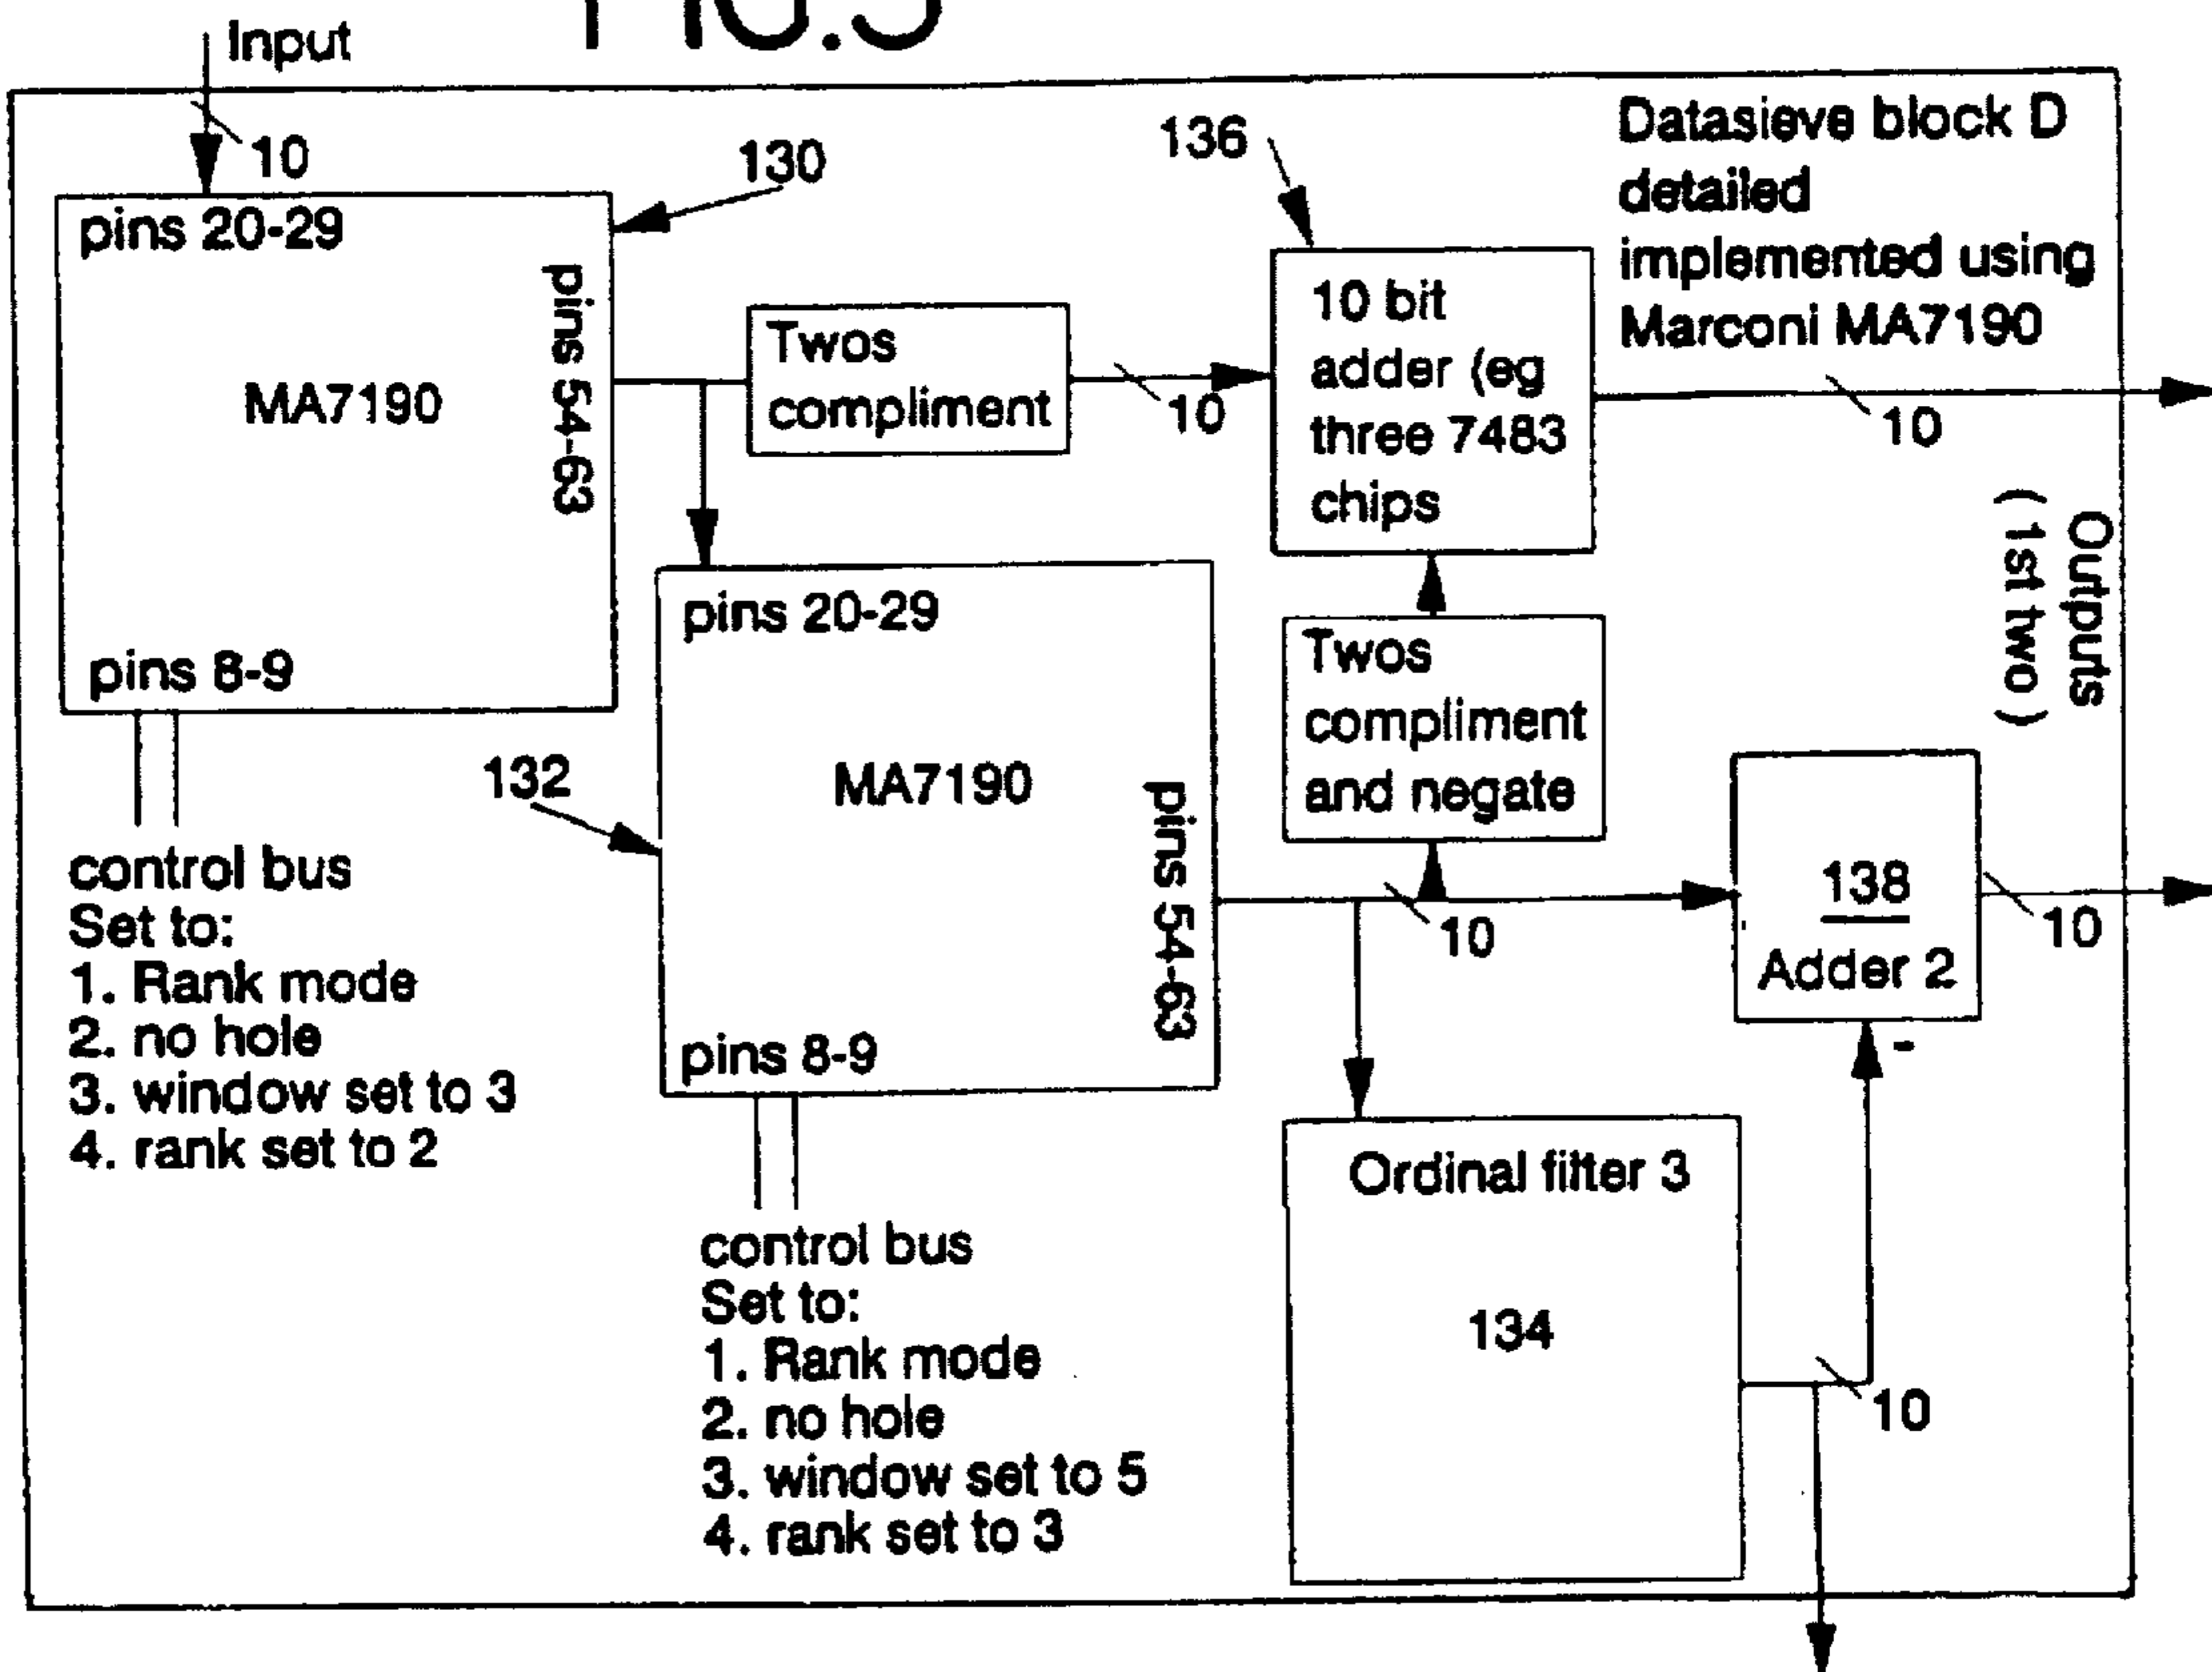 FIG.5
Input
10
pins 20-29
MA7190
pins 54-63
pins 8-9
130
control bus
Set to:
1. Rank mode
2. no hole
3. window set to 3
4. rank set to 2
Twos
compliment
10
136
10 bit
adder (eg
three 7483
chips
Datasieve block D
detailed
implemented using
Marconi MA7190
10
Outputs
( 1st two )
132
pins 20-29
MA7190
pins 54-63
pins 8-9
control bus
Set to:
1. Rank mode
2. no hole
3. window set to 5
4. rank set to 3
Twos
compliment
and negate
10
138
Adder 2
-
10
Ordinal filter 3
134
10